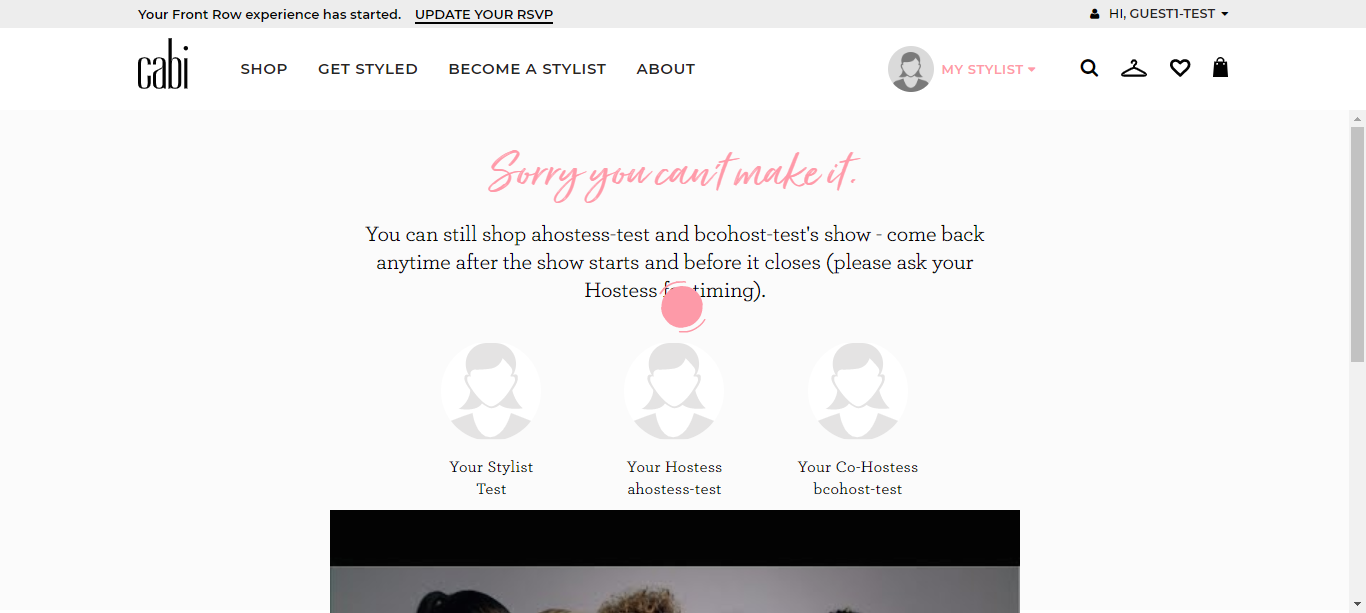 Your Front Row experience has started. UPDATE YOUR RSVP
HI, GUEST1-TEST
cabi
SHOP GET STYLED BECOME A STYLIST ABOUT
MY STYLIST
Sorry you can't make it.
You can still shop ahostess-test and bcohost-test's show - come back
anytime after the show starts and before it closes (please ask your
Hostess timing).
Your Stylist
Test
Your Hostess
ahostess-test
Your Co-Hostess
bcohost-test